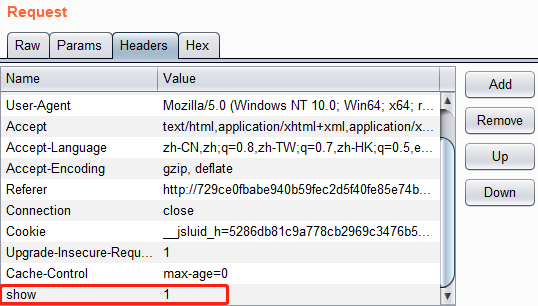 Request
Raw Params Headers Hex
Name Value
User-Agent Mozilla/5.0 (Windows NT 10.0; Win64; x64; r...
Accept text/html,application/xhtml+xml,application/x...
Accept-Language zh-CN,zh;q=0.8,zh-TW;q=0.7,zh-HK;q=0.5,e...
Accept-Encoding gzip, deflate
Referer http://729ce0fbabe940b59fec2d5f40fe85e74b...
Connection close
Cookie __jsluid_h=5286db81c9a778cb2969c3476b5...
Upgrade-Insecure-Requ... 1
Cache-Control max-age=0
show 1
Add
Remove
Up
Down